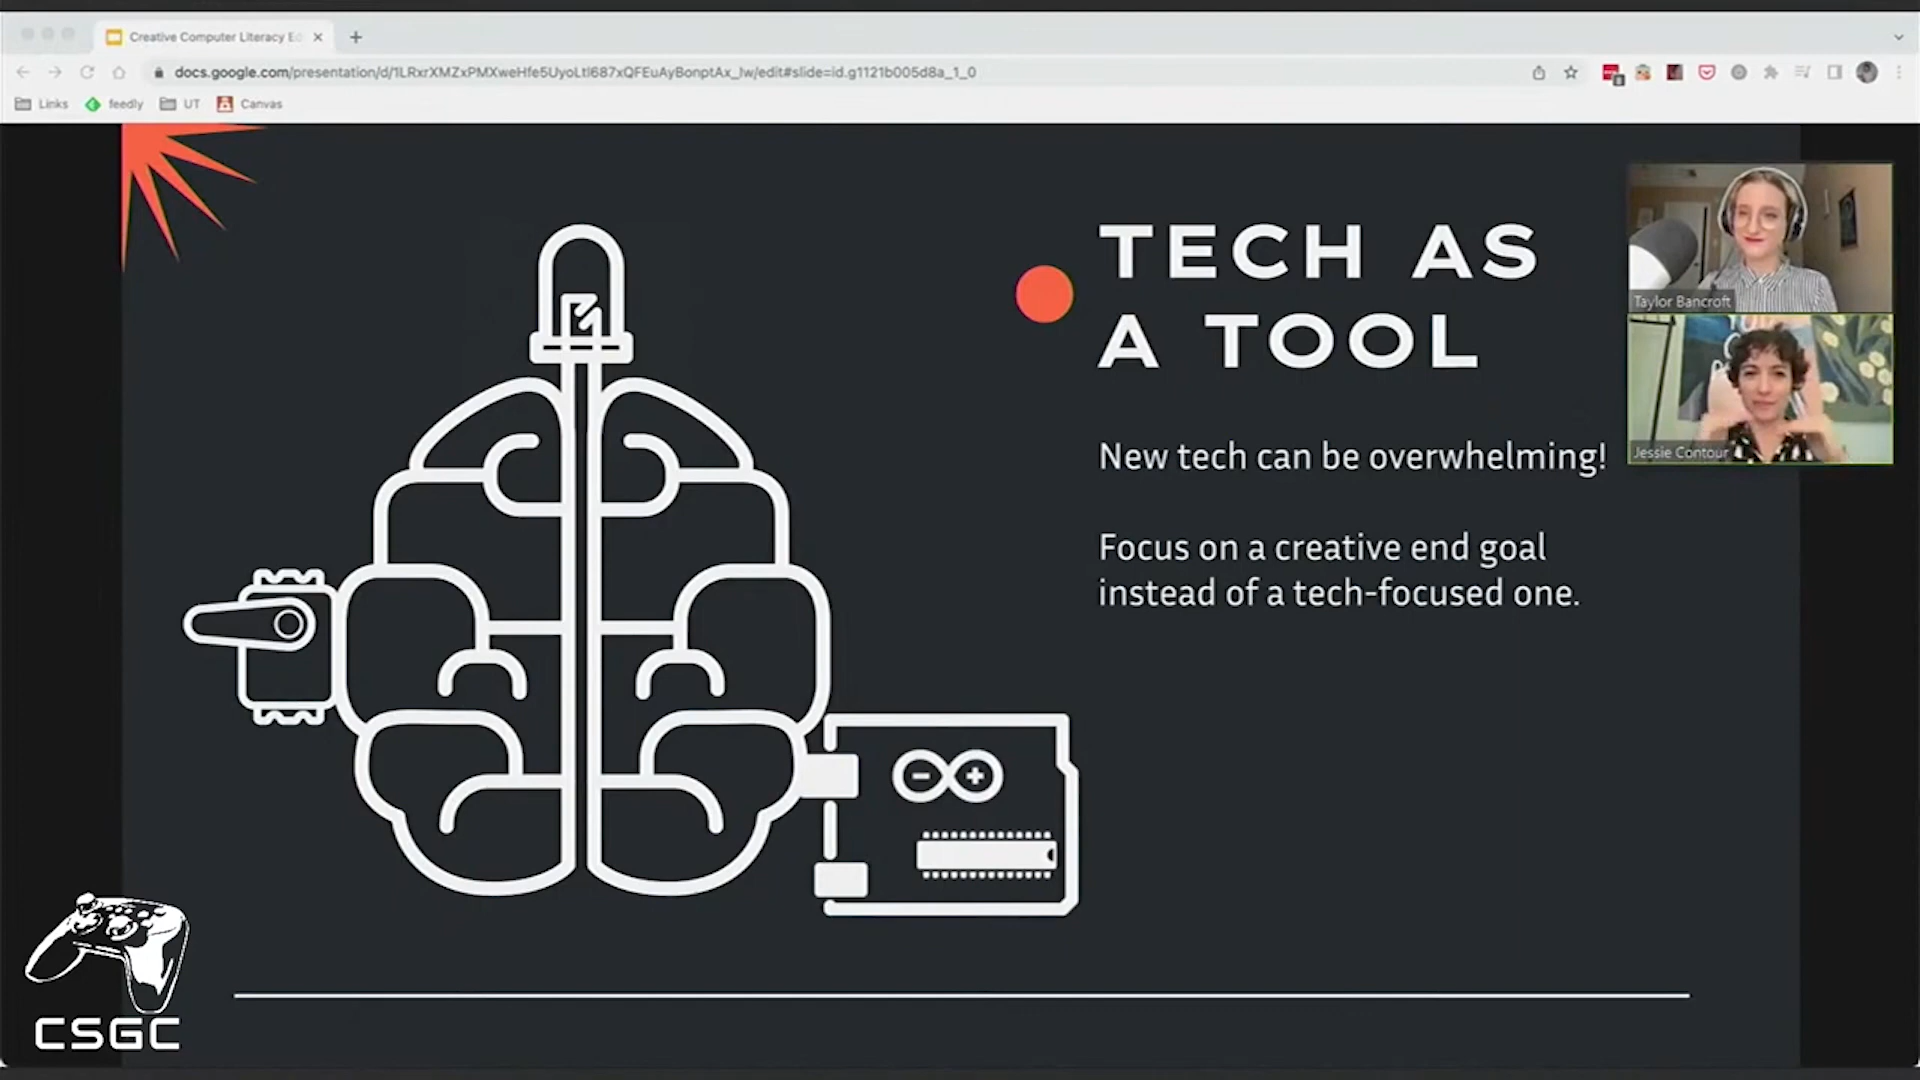 Creative Computer Literacy Ed
docs.google.com/presentation/d/1LRxrXMZxPMXweHfe5UyoLtl687xQFEuAyBonptAx_Iw/edit#slide=id.g1121b005d8a_1_0
Links feedly UT Canvas
TECH AS
A TOOL
New tech can be overwhelming!
Focus on a creative end goal
instead of a tech-focused one.
Taylor Bancroft
Jessie Contour
CSGC